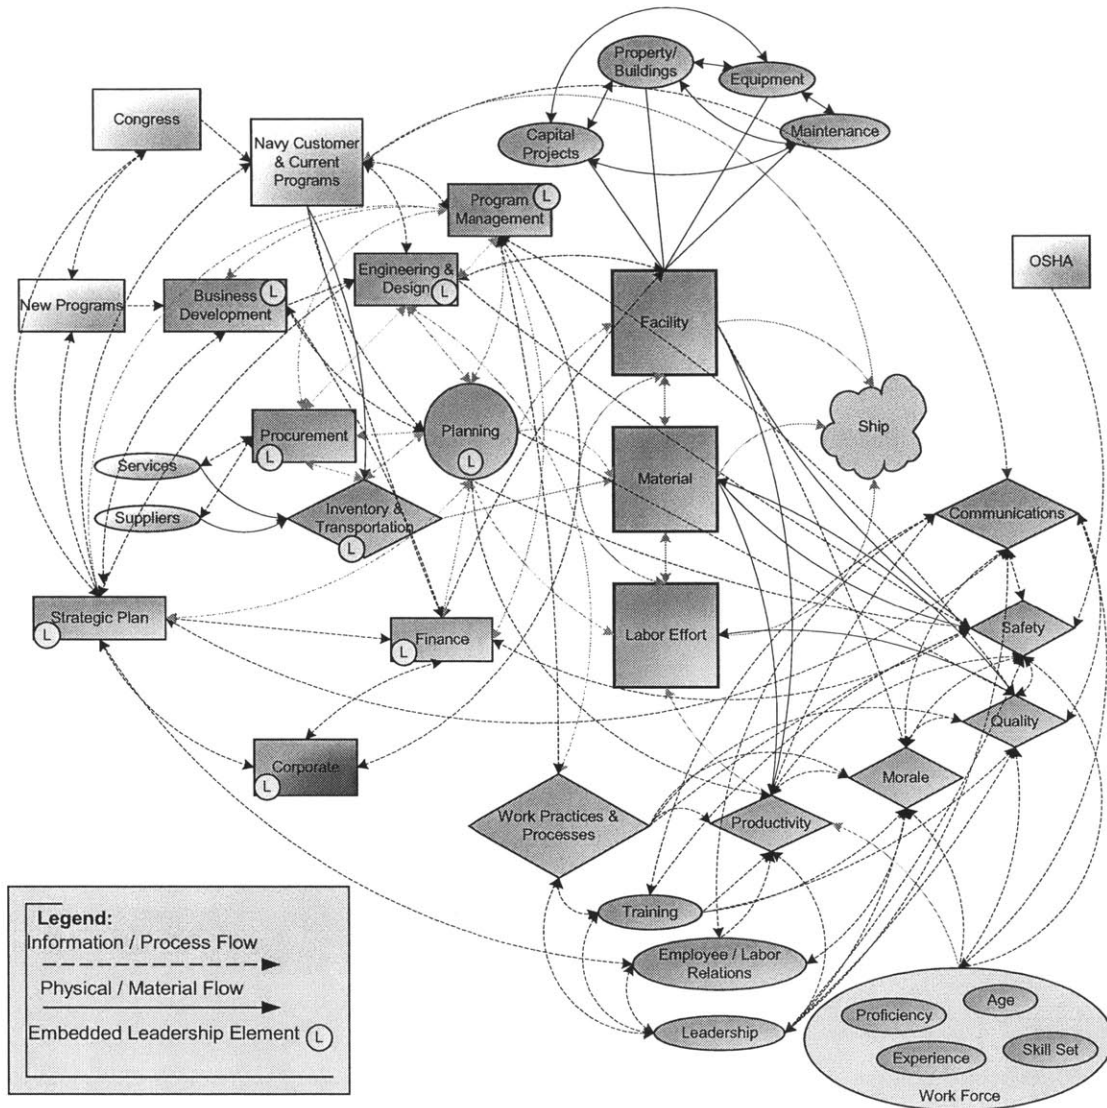 Property/
Buildings
Equipment
Congress
Navy Customer
& Current
Programs
Capital
Projects
Maintenance
Program
Management
L
OSHA
Engineering &
Design
L
New Programs
Business
Development
L
Facility
Procurement
L
Planning
L
Ship
Services
Material
Suppliers
Inventory &
Transportation
L
Communications
Strategic Plan
L
Finance
L
Labor Effort
Safety
Quality
Corporate
L
Morale
Work Practices &
Processes
Productivity
Training
Employee / Labor
Relations
Leadership
Legend:
Information / Process Flow
Physical / Material Flow
Embedded Leadership Element L
Proficiency
Age
Experience
Skill Set
Work Force